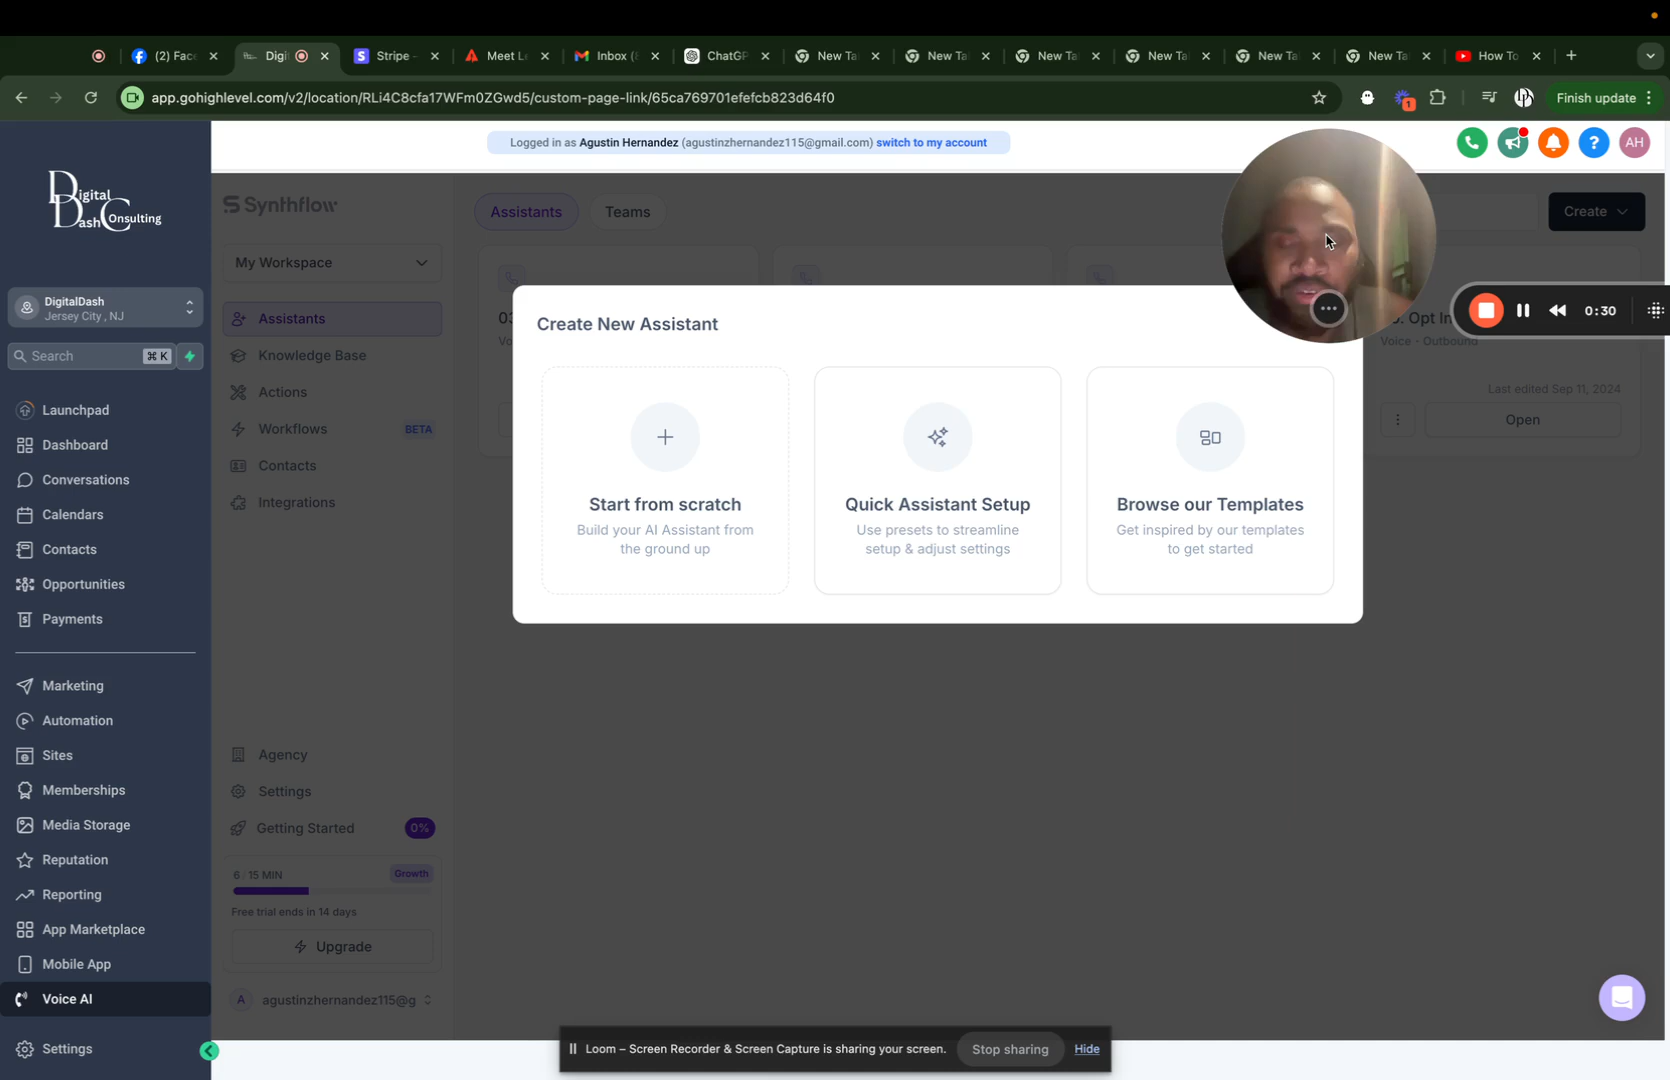 (2) Face
Digi
Stripe -
Meet Le
Inbox (8
ChatGP
New Ta
New Ta
New Ta
New Ta
New Ta
New Ta
How To
app.gohighlevel.com/v2/location/RLi4C8cfa17WFm0ZGwd5/custom-page-link/65ca769701efefcb823d64f0
1
Finish update
Logged in as Agustin Hernandez (agustinzhernandez115@gmail.com) switch to my account
AH
Digital
Dash
Consulting
DigitalDash
Jersey City , NJ
Search
⌘ K
Launchpad
Dashboard
Conversations
Calendars
Contacts
Opportunities
Payments
Marketing
Automation
Sites
Memberships
Media Storage
Reputation
Reporting
App Marketplace
Mobile App
Voice AI
Settings
Synthflow
My Workspace
Assistants
Knowledge Base
Actions
Workflows
BETA
Contacts
Integrations
Agency
Settings
Getting Started
0%
6 / 15 MIN
Growth
Free trial ends in 14 days
Upgrade
A
agustinzhernandez115@g
Assistants
Teams
Create
03
Vo
. Opt In
Voice • Outbound
Last edited Sep 11, 2024
Open
Create New Assistant
Start from scratch
Build your AI Assistant from
the ground up
Quick Assistant Setup
Use presets to streamline
setup & adjust settings
Browse our Templates
Get inspired by our templates
to get started
0:30
Loom – Screen Recorder & Screen Capture is sharing your screen.
Stop sharing
Hide